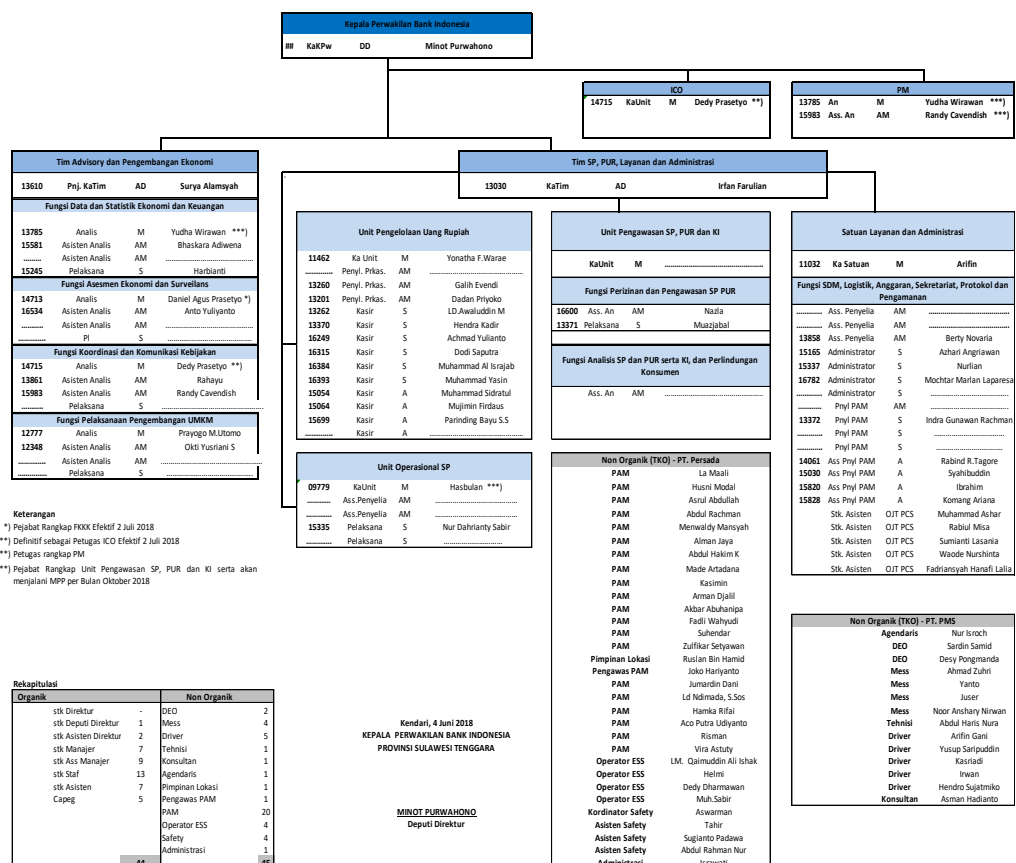 Kepala Perwakilan Bank Indonesia
## KaKPw DD Minot Purwahono
ICO
14715 KaUnit M Dedy Prasetyo **)
PM
13785 An M Yudha Wirawan ***)
15983 Ass. An AM Randy Cavendish ***)
Tim Advisory dan Pengembangan Ekonomi
13610 Pnj. KaTim AD Surya Alamsyah
Fungsi Data dan Statistik Ekonomi dan Keuangan
13785 Analis M Yudha Wirawan ***)
15581 Asisten Analis AM Bhaskara Adiwena
......... Asisten Analis AM ..........................................
15245 Pelaksana S Harbianti
Fungsi Asesmen Ekonomi dan Surveilans
14713 Analis M Daniel Agus Prasetyo *)
16534 Asisten Analis AM Anto Yuliyanto
........... Asisten Analis AM ..........................................
............ Pl S ..........................................
Fungsi Koordinasi dan Komunikasi Kebijakan
14715 Analis M Dedy Prasetyo **)
13861 Asisten Analis AM Rahayu
15983 Asisten Analis AM Randy Cavendish
........... Pelaksana S ..........................................
Fungsi Pelaksanaan Pengembangan UMKM
12777 Analis M Prayogo M.Utomo
12348 Asisten Analis AM Okti Yusriani S
.............. Asisten Analis AM ..........................................
.............. Pelaksana S ..........................................
Tim SP, PUR, Layanan dan Administrasi
13030 KaTim AD Irfan Farulian
Unit Pengelolaan Uang Rupiah
11462 Ka Unit M Yonatha F.Warae
............. Penyl. Prkas. AM ..........................................
13260 Penyl. Prkas. AM Galih Evendi
13201 Penyl. Prkas. AM Dadan Priyoko
13262 Kasir S LD.Awaluddin M
13370 Kasir S Hendra Kadir
16249 Kasir S Achmad Yulianto
16315 Kasir S Dodi Saputra
16384 Kasir S Muhammad Al Israjab
16393 Kasir S Muhammad Yasin
15054 Kasir A Muhammad Sidratul
15064 Kasir A Mujimin Firdaus
15699 Kasir A Parinding Bayu S.S
........... Kasir A ..........................................
Unit Operasional SP
09779 KaUnit M Hasbulan ***)
........... Ass.Penyelia AM ....................................
........... Ass.Penyelia AM ....................................
15335 Pelaksana S Nur Dahrianty Sabir
............ Pelaksana S ..........................
Unit Pengawasan SP, PUR dan KI
KaUnit M ..........................................
Fungsi Perizinan dan Pengawasan SP PUR
16600 Ass. An AM Nazla
13371 Pelaksana S Muazjabal
Fungsi Analisis SP dan PUR serta KI, dan Perlindungan
Konsumen
Ass. An AM ..........................................
Satuan Layanan dan Administrasi
11032 Ka Satuan M Arifin
Fungsi SDM, Logistik, Anggaran, Sekretariat, Protokol dan
Pengamanan
........... Ass. Penyelia AM ....................................
........... Ass. Penyelia AM ....................................
13858 Ass. Penyelia AM Berty Novaria
15165 Administrator S Azhari Angriawan
15337 Administrator S Nurlian
16782 Administrator S Mochtar Marlan Laparesa
........... Administrator S ....................................
........... Pnyl PAM AM ....................................
13372 Pnyl PAM S Indra Gunawan Rachman
........... Pnyl PAM S ..............................
........... Pnyl PAM S ..............................
14061 Ass Pnyl PAM A Rabind R.Tagore
15030 Ass Pnyl PAM A Syahibuddin
15820 Ass Pnyl PAM A Ibrahim
15828 Ass Pnyl PAM A Komang Ariana
Stk. Asisten OJT PCS Muhammad Ashar
Stk. Asisten OJT PCS Rabiul Misa
Stk. Asisten OJT PCS Sumianti Lasania
Stk. Asisten OJT PCS Waode Nurshinta
Stk. Asisten OJT PCS Fadriansyah Hanafi Lalia
Non Organik (TKO) - PT. Persada
PAM La Maali
PAM Husni Modal
PAM Asrul Abdullah
PAM Abdul Rachman
PAM Menwaldy Mansyah
PAM Alman Jaya
PAM Abdul Hakim K
PAM Made Artadana
PAM Kasimin
PAM Arman Djalil
PAM Akbar Abuhanipa
PAM Fadli Wahyudi
PAM Suhendar
PAM Zulfikar Setyawan
Pimpinan Lokasi Ruslan Bin Hamid
Pengawas PAM Joko Hariyanto
PAM Jumardin Dani
PAM Ld Ndimada, S.Sos
PAM Hamka Rifai
PAM Aco Putra Udiyanto
PAM Risman
PAM Vira Astuty
Operator ESS LM. Qaimuddin Ali Ishak
Operator ESS Helmi
Operator ESS Dedy Dharmawan
Operator ESS Muh.Sabir
Kordinator Safety Aswarman
Asisten Safety Tahir
Asisten Safety Sugianto Padawa
Asisten Safety Abdul Rahman Nur
Administrasi Israwati
Non Organik (TKO) - PT. PMS
Agendaris Nur Isroch
DEO Sardin Samid
DEO Desy Pongmanda
Mess Ahmad Zuhri
Mess Yanto
Mess Juser
Mess Noor Anshary Nirwan
Tehnisi Abdul Haris Nura
Driver Arifin Gani
Driver Yusup Saripuddin
Driver Kasriadi
Driver Irwan
Driver Hendro Sujatmiko
Konsultan Asman Hadianto
Keterangan
*) Pejabat Rangkap FKKK Efektif 2 Juli 2018
**) Definitif sebagai Petugas ICO Efektif 2 Juli 2018
**) Petugas rangkap PM
**) Pejabat Rangkap Unit Pengawasan SP, PUR dan KI serta akan
menjalani MPP per Bulan Oktober 2018
Rekapitulasi
Organik Non Organik
stk Direktur - DEO 2
stk Deputi Direktur 1 Mess 4
stk Asisten Direktur 2 Driver 5
stk Manajer 7 Tehnisi 1
stk Ass Manajer 9 Konsultan 1
stk Staf 13 Agendaris 1
stk Asisten 7 Pimpinan Lokasi 1
Capeg 5 Pengawas PAM 1
PAM 20
Operator ESS 4
Safety 4
Administrasi 1
44 45
Kendari, 4 Juni 2018
KEPALA PERWAKILAN BANK INDONESIA
PROVINSI SULAWESI TENGGARA
MINOT PURWAHONO
Deputi Direktur